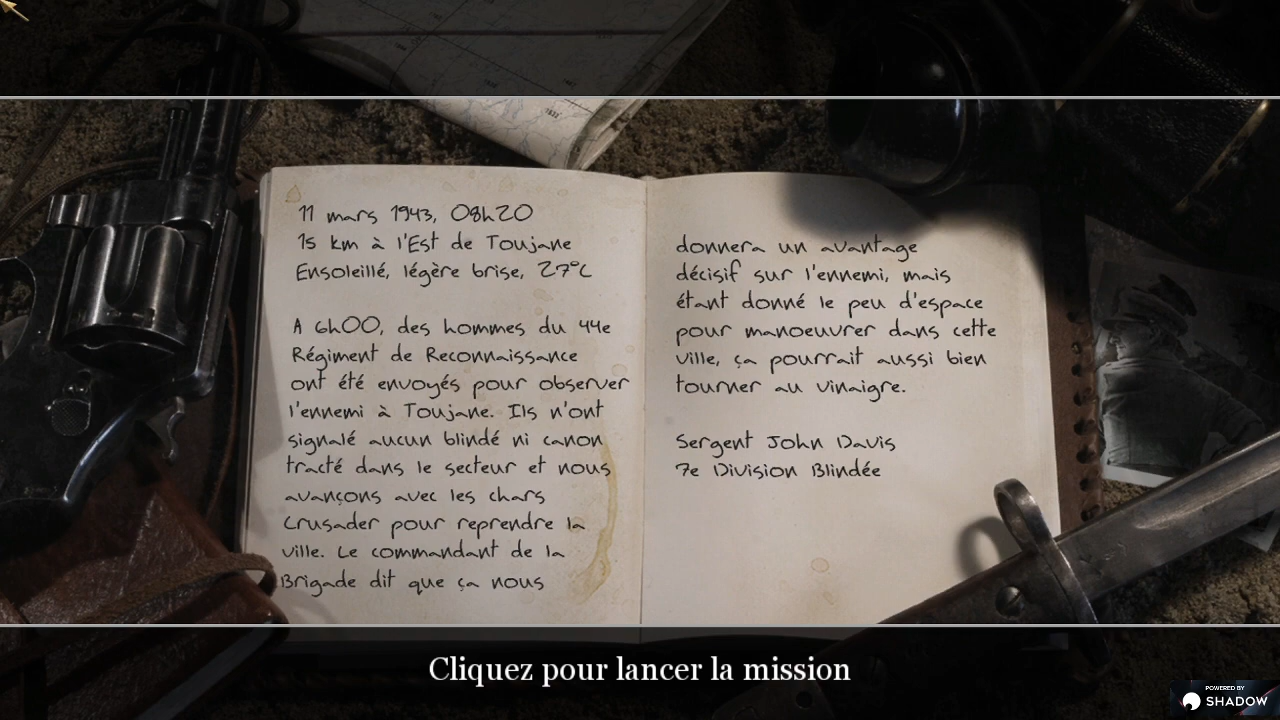 11 mars 1943, 08h20
15 km à l'Est de Toujane
Ensoleillé, légère brise, 27°C
A 6h00, des hommes du 44e
Régiment de Reconnaissance
ont été envoyés pour observer
l'ennemi à Toujane. Ils n'ont
signalé aucun blindé ni canon
tracté dans le secteur et nous
avançons avec les chars
Crusader pour reprendre la
ville. Le commandant de la
Brigade dit que ça nous
donnera un avantage
décisif sur l'ennemi, mais
étant donné le peu d'espace
pour manoeuvrer dans cette
ville, ça pourrait aussi bien
tourner au vinaigre.
Sergent John Davis
7e Division Blindée
Cliquez pour lancer la mission
POWERED BY
SHADOW